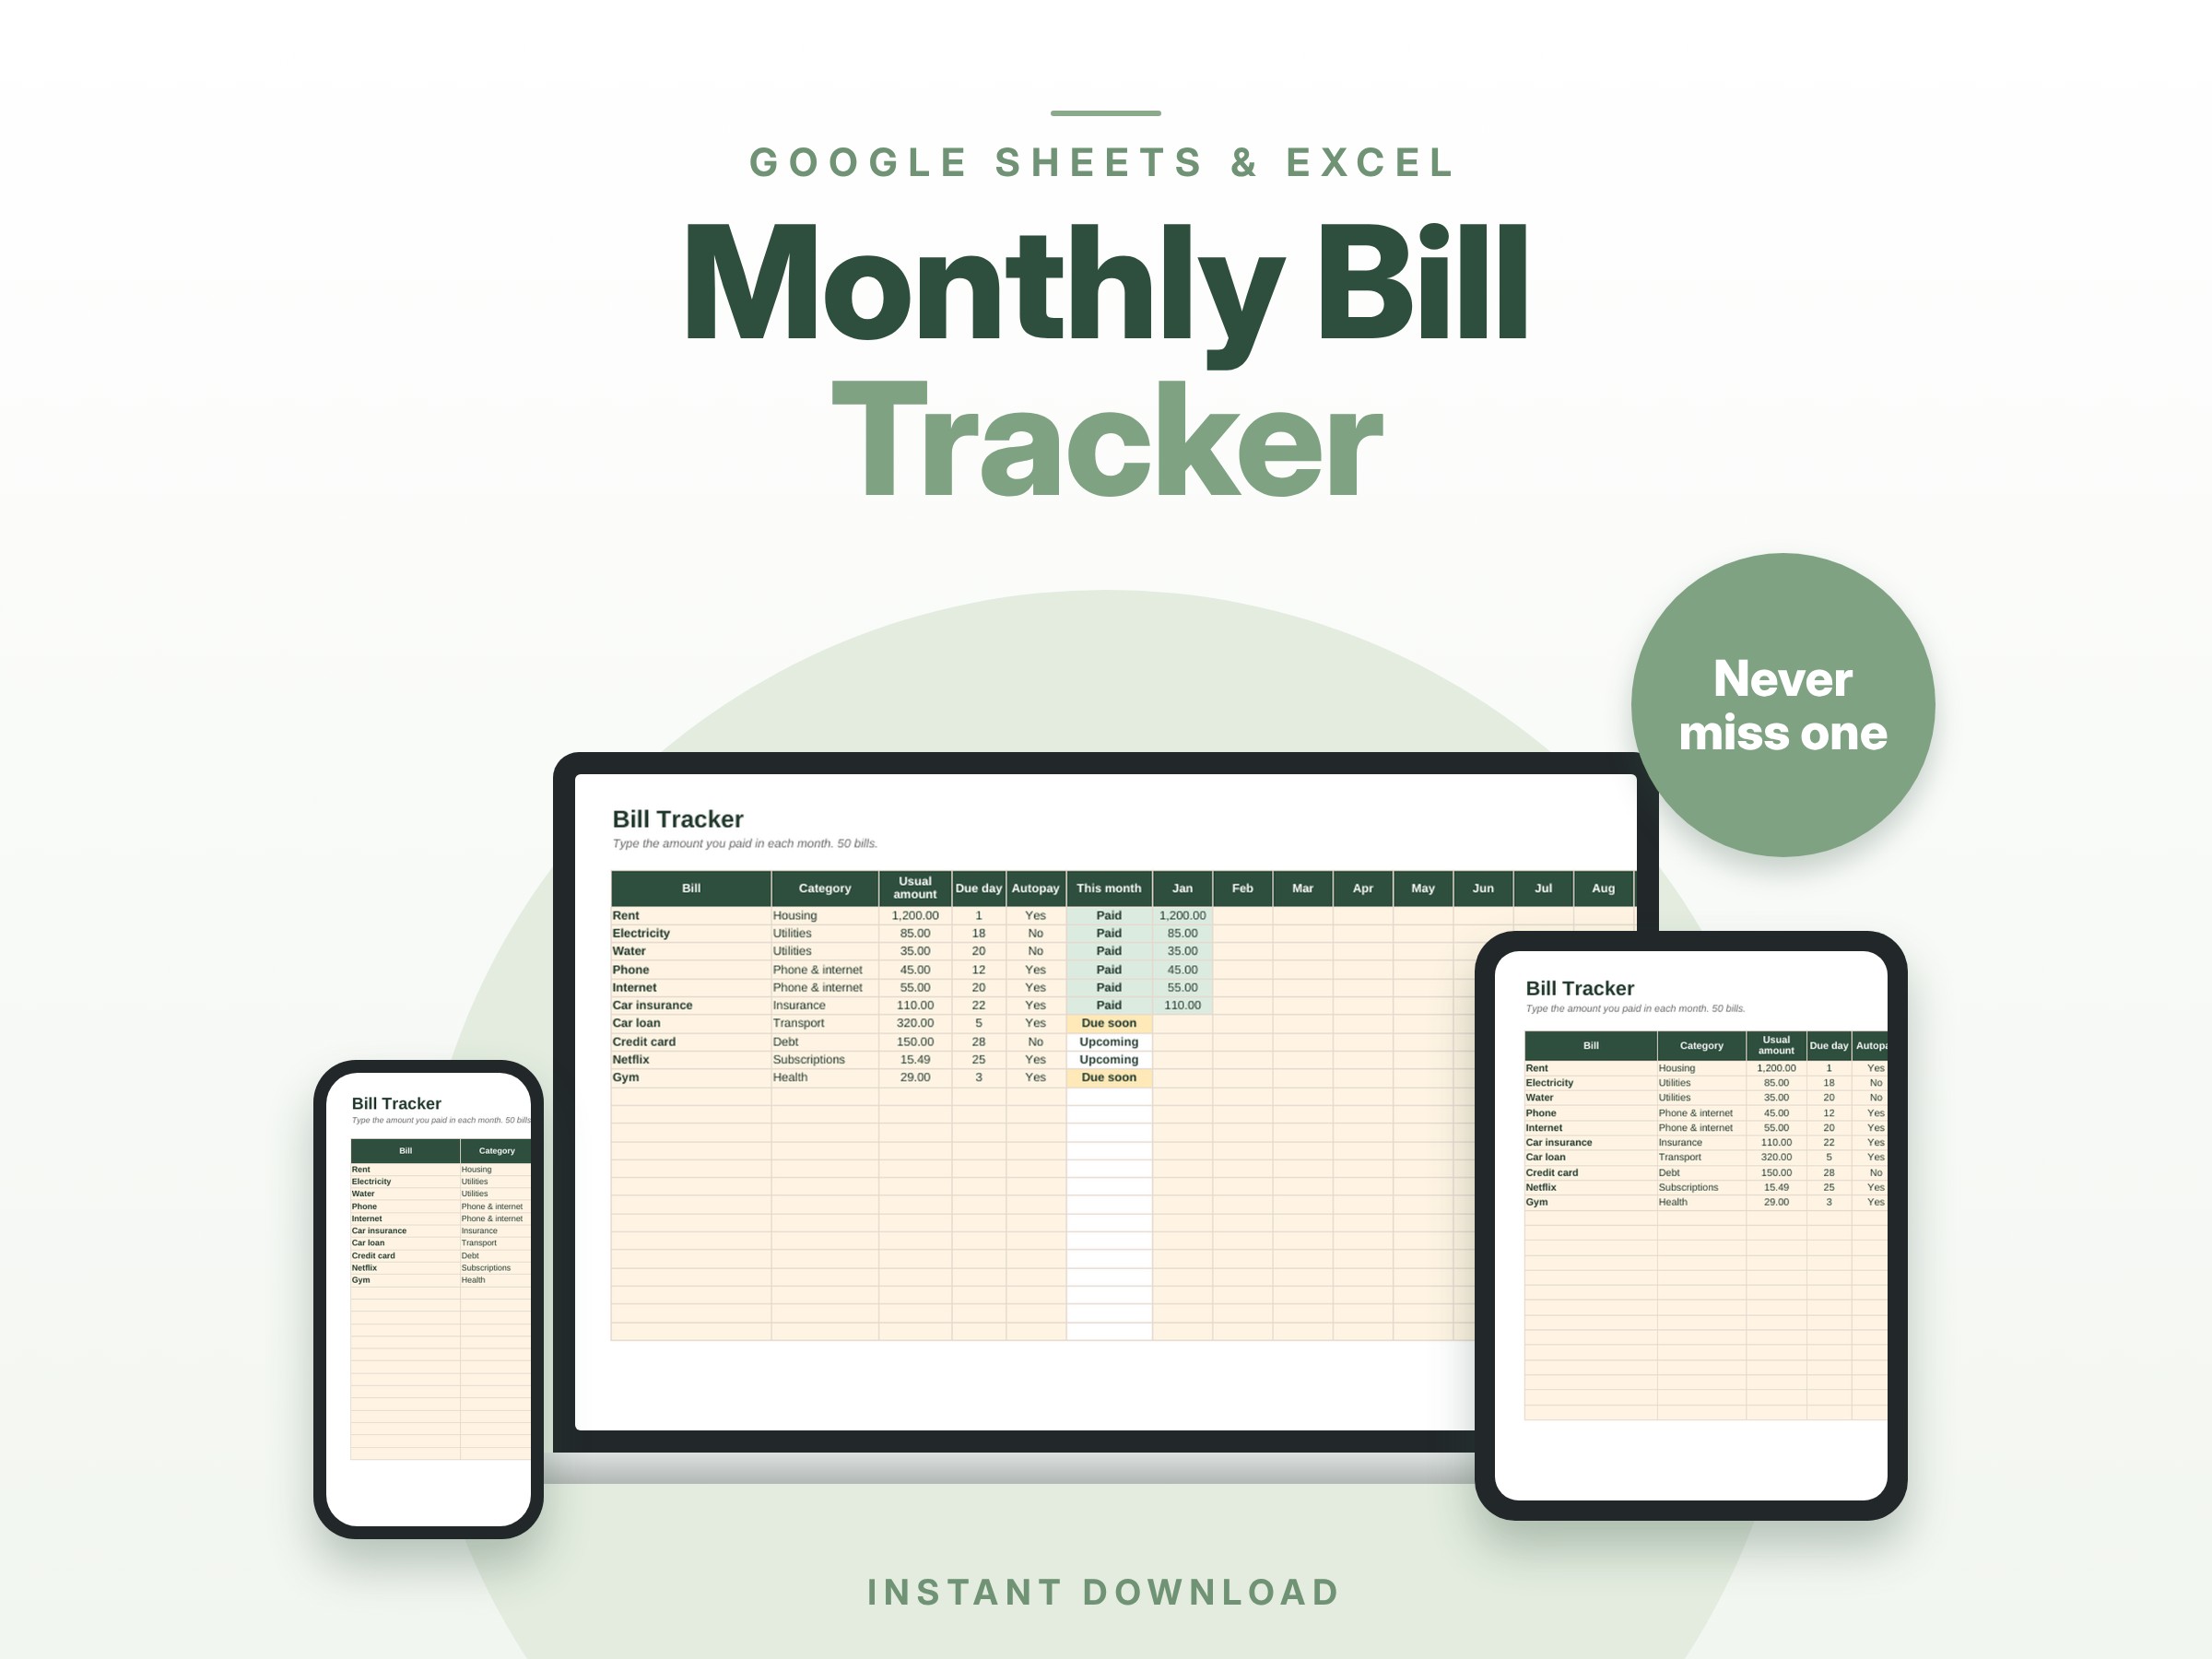 GOOGLE SHEETS & EXCEL
Monthly Bill
Tracker
Never
miss one
Bill Tracker
Type the amount you paid in each month. 50 bills.
Bill Category Usual amount Due day Autopay This month Jan Feb Mar Apr May Jun Jul Aug
Rent Housing 1,200.00 1 Yes Paid 1,200.00
Electricity Utilities 85.00 18 No Paid 85.00
Water Utilities 35.00 20 No Paid 35.00
Phone Phone & internet 45.00 12 Yes Paid 45.00
Internet Phone & internet 55.00 20 Yes Paid 55.00
Car insurance Insurance 110.00 22 Yes Paid 110.00
Car loan Transport 320.00 5 Yes Due soon
Credit card Debt 150.00 28 No Upcoming
Netflix Subscriptions 15.49 25 Yes Upcoming
Gym Health 29.00 3 Yes Due soon
Bill Tracker
Type the amount you paid in each month. 50 bills.
Bill Category Usual amount Due day Autopa
Rent Housing 1,200.00 1 Yes
Electricity Utilities 85.00 18 No
Water Utilities 35.00 20 No
Phone Phone & internet 45.00 12 Yes
Internet Phone & internet 55.00 20 Yes
Car insurance Insurance 110.00 22 Yes
Car loan Transport 320.00 5 Yes
Credit card Debt 150.00 28 No
Netflix Subscriptions 15.49 25 Yes
Gym Health 29.00 3 Yes
Bill Tracker
Type the amount you paid in each month. 50 bills
Bill Category
Rent Housing
Electricity Utilities
Water Utilities
Phone Phone & internet
Internet Phone & internet
Car insurance Insurance
Car loan Transport
Credit card Debt
Netflix Subscriptions
Gym Health
INSTANT DOWNLOAD